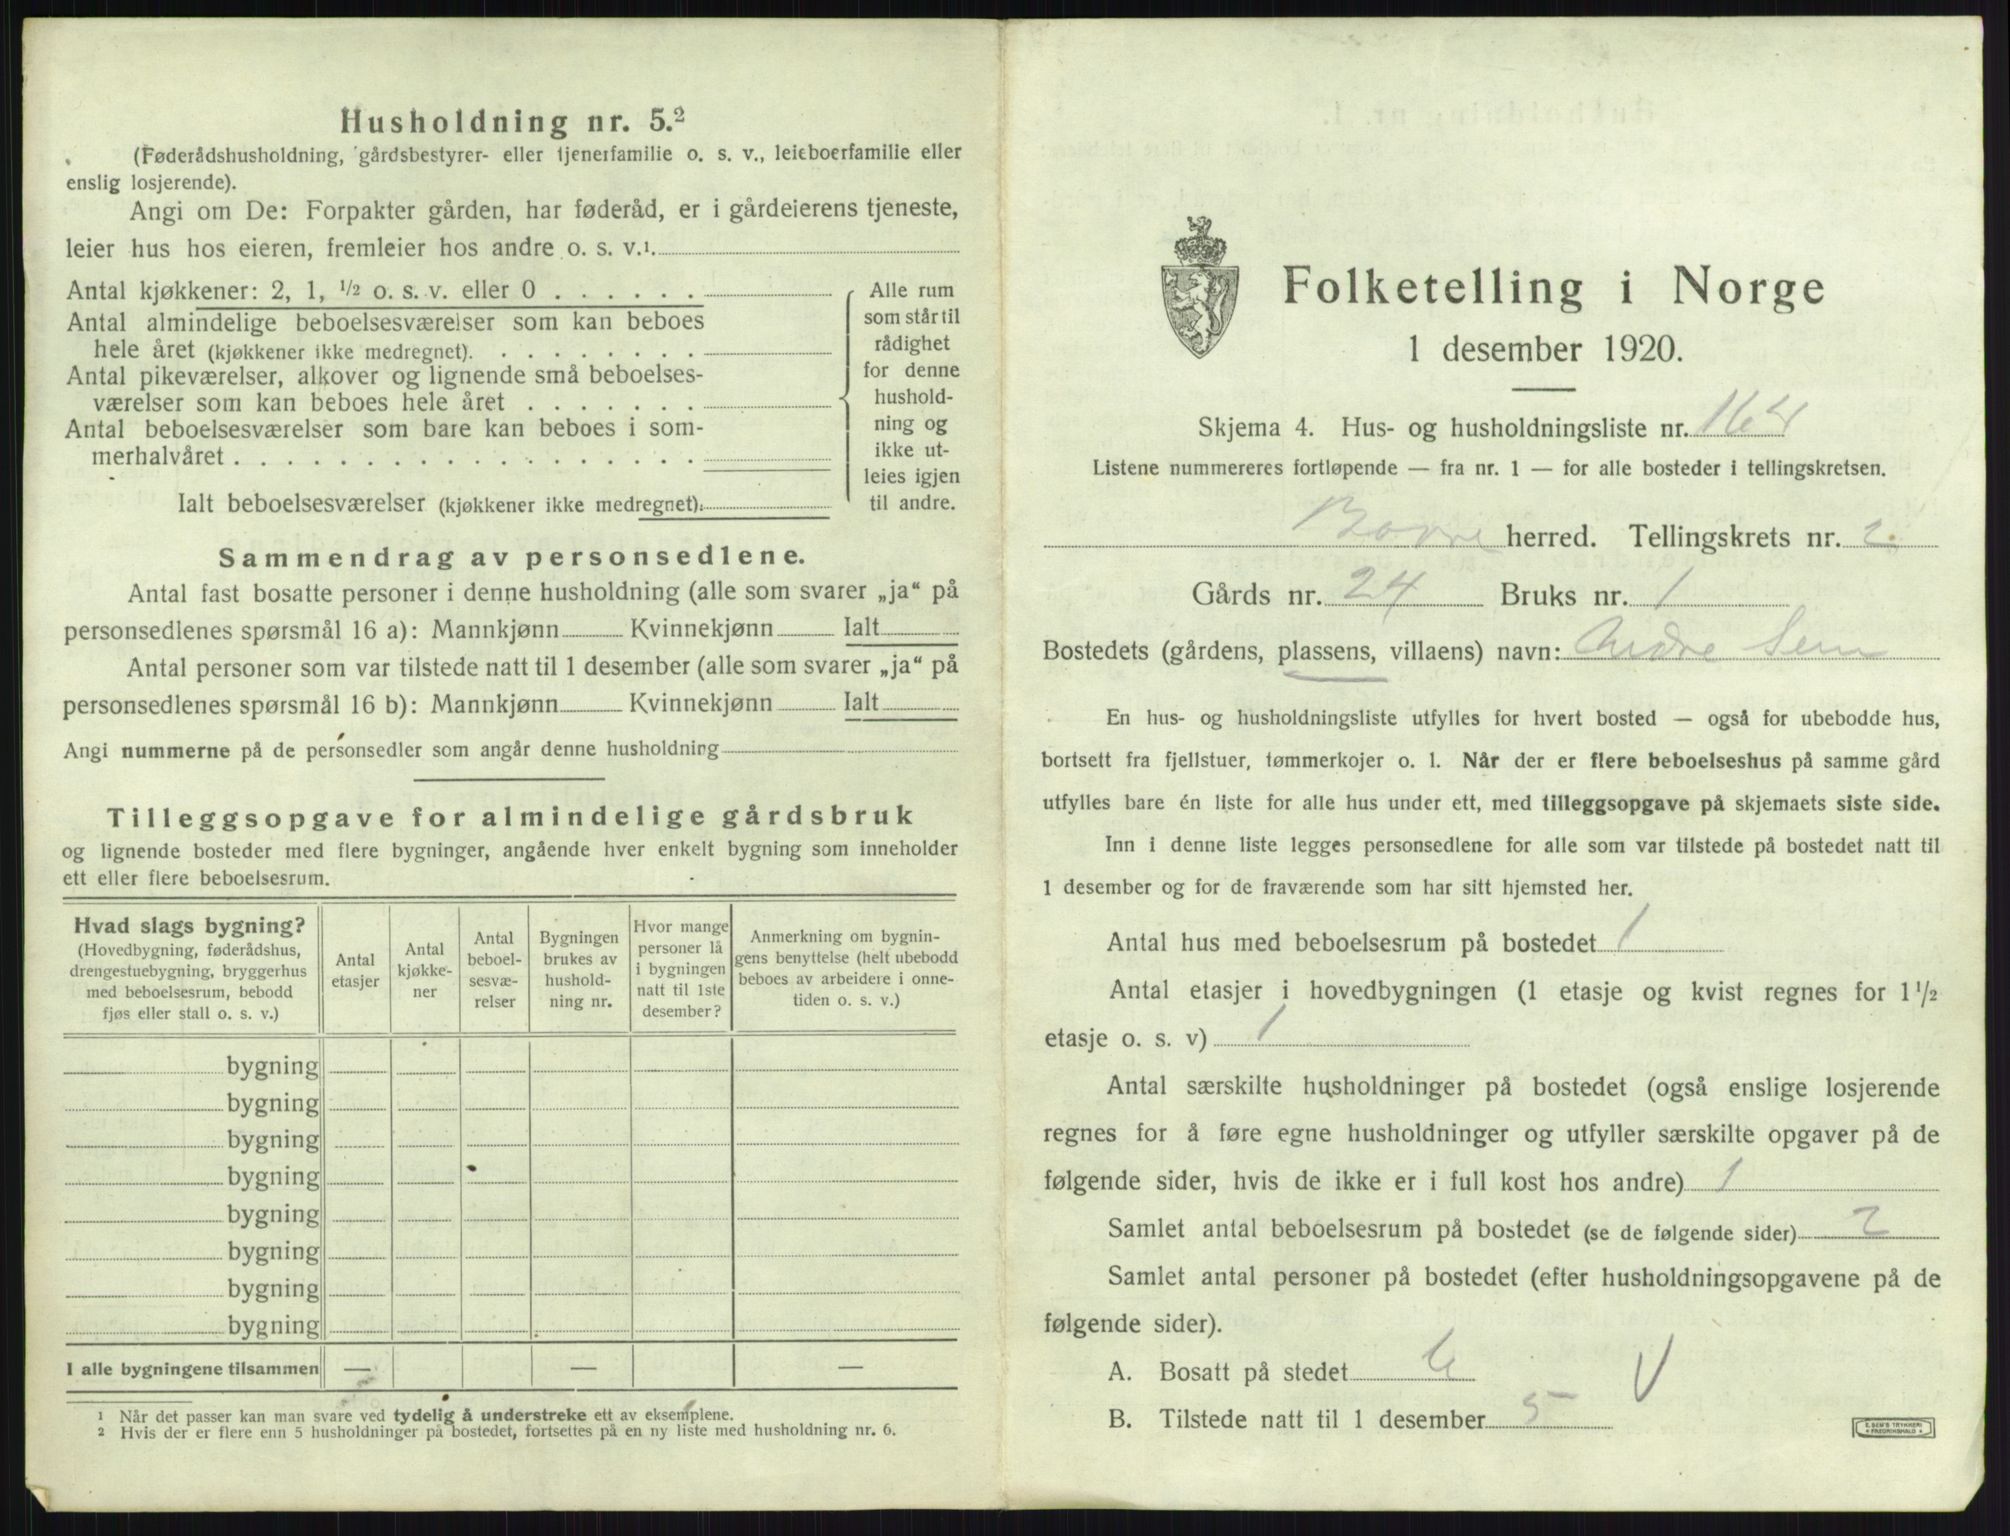 Husholdning nr. 5.²
(Føderådshusholdning, gårdsbestyrer- eller tjenerfamilie o. s. v., leieboerfamilie eller
enslig losjerende).
Angi om De: Forpakter gården, har føderåd, er i gårdeierens tjeneste,
leier hus hos eieren, fremleier hos andre o. s. v.¹.
Antal kjøkkener: 2, 1, ½ o. s. v. eller 0 . . . . . .
Antal almindelige beboelsesværelser som kan beboes
hele året (kjøkkener ikke medregnet). . . . . . . . .
Antal pikeværelser, alkover og lignende små beboelses-
værelser som kan beboes hele året . . . . . . .
Antal beboelsesværelser som bare kan beboes i som-
merhalvåret . . . . . . . . . . . . . . . . . .
Ialt beboelsesværelser (kjøkkener ikke medregnet):
Alle rum
som står til
rådighet
for denne
hushold-
ning og
ikke ut-
leies igjen
til andre.
Sammendrag av personsedlene.
Antal fast bosatte personer i denne husholdning (alle som svarer „ja“ på
personsedlenes spørsmål 16 a): Mannkjønn Kvinnekjønn Ialt
Antal personer som var tilstede natt til 1 desember (alle som svarer „ja“ på
personsedlenes spørsmål 16 b): Mannkjønn Kvinnekjønn Ialt
Angi nummerne på de personsedler som angår denne husholdning
Tilleggsopgave for almindelige gårdsbruk
og lignende bosteder med flere bygninger, angående hver enkelt bygning som inneholder
ett eller flere beboelsesrum.
Hvad slags bygning?
(Hovedbygning, føderådshus,
drengestuebygning, bryggerhus
med beboelsesrum, bebodd
fjøs eller stall o. s. v.)
Antal
etasjer
Antal
kjøkke-
ner
Antal
beboel-
sesvæ-
relser
Bygningen
brukes av
hushold-
ning nr.
Hvor mange
personer lå
i bygningen
natt til 1ste
desember?
Anmerkning om bygnin-
gens benyttelse (helt ubebodd
beboes av arbeidere i onne-
tiden o. s. v.)
bygning
bygning
bygning
bygning
bygning
bygning
bygning
bygning
I alle bygningene tilsammen — — —
¹ Når det passer kan man svare ved tydelig å understreke ett av eksemplene.
² Hvis der er flere enn 5 husholdninger på bostedet, fortsettes på en ny liste med husholdning nr. 6.
Folketelling i Norge
1 desember 1920.
Skjema 4. Hus- og husholdningsliste nr. 164
Listene nummereres fortløpende — fra nr. 1 — for alle bosteder i tellingskretsen.
Borre herred. Tellingskrets nr. 2.
Gårds nr. 24 Bruks nr. 1
Bostedets (gårdens, plassens, villaens) navn: Nedre Sem
En hus- og husholdningsliste utfylles for hvert bosted — også for ubebodde hus,
bortsett fra fjellstuer, tømmerkojer o. l. Når der er flere beboelseshus på samme gård
utfylles bare én liste for alle hus under ett, med tilleggsopgave på skjemaets siste side.
Inn i denne liste legges personsedlene for alle som var tilstede på bostedet natt til
1 desember og for de fraværende som har sitt hjemsted her.
Antal hus med beboelsesrum på bostedet 1
Antal etasjer i hovedbygningen (1 etasje og kvist regnes for 1½
etasje o. s. v) 1
Antal særskilte husholdninger på bostedet (også enslige losjerende
regnes for å føre egne husholdninger og utfyller særskilte opgaver på de
følgende sider, hvis de ikke er i full kost hos andre) 1
Samlet antal beboelsesrum på bostedet (se de følgende sider) 2
Samlet antal personer på bostedet (efter husholdningsopgavene på de
følgende sider).
A. Bosatt på stedet 6
B. Tilstede natt til 1 desember 5
E. SEM'S TRYKKERI
FREDRIKSHALD